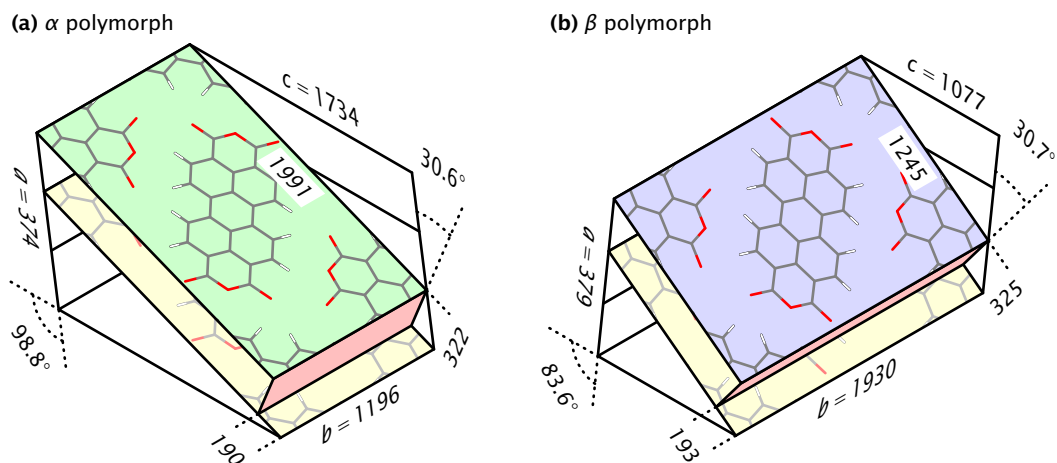 (a) α polymorph
c = 1734
30.6°
1991
a = 374
98.8°
190
b = 1196
322
(b) β polymorph
c = 1077
30.7°
1245
a = 379
83.6°
193
b = 1930
325